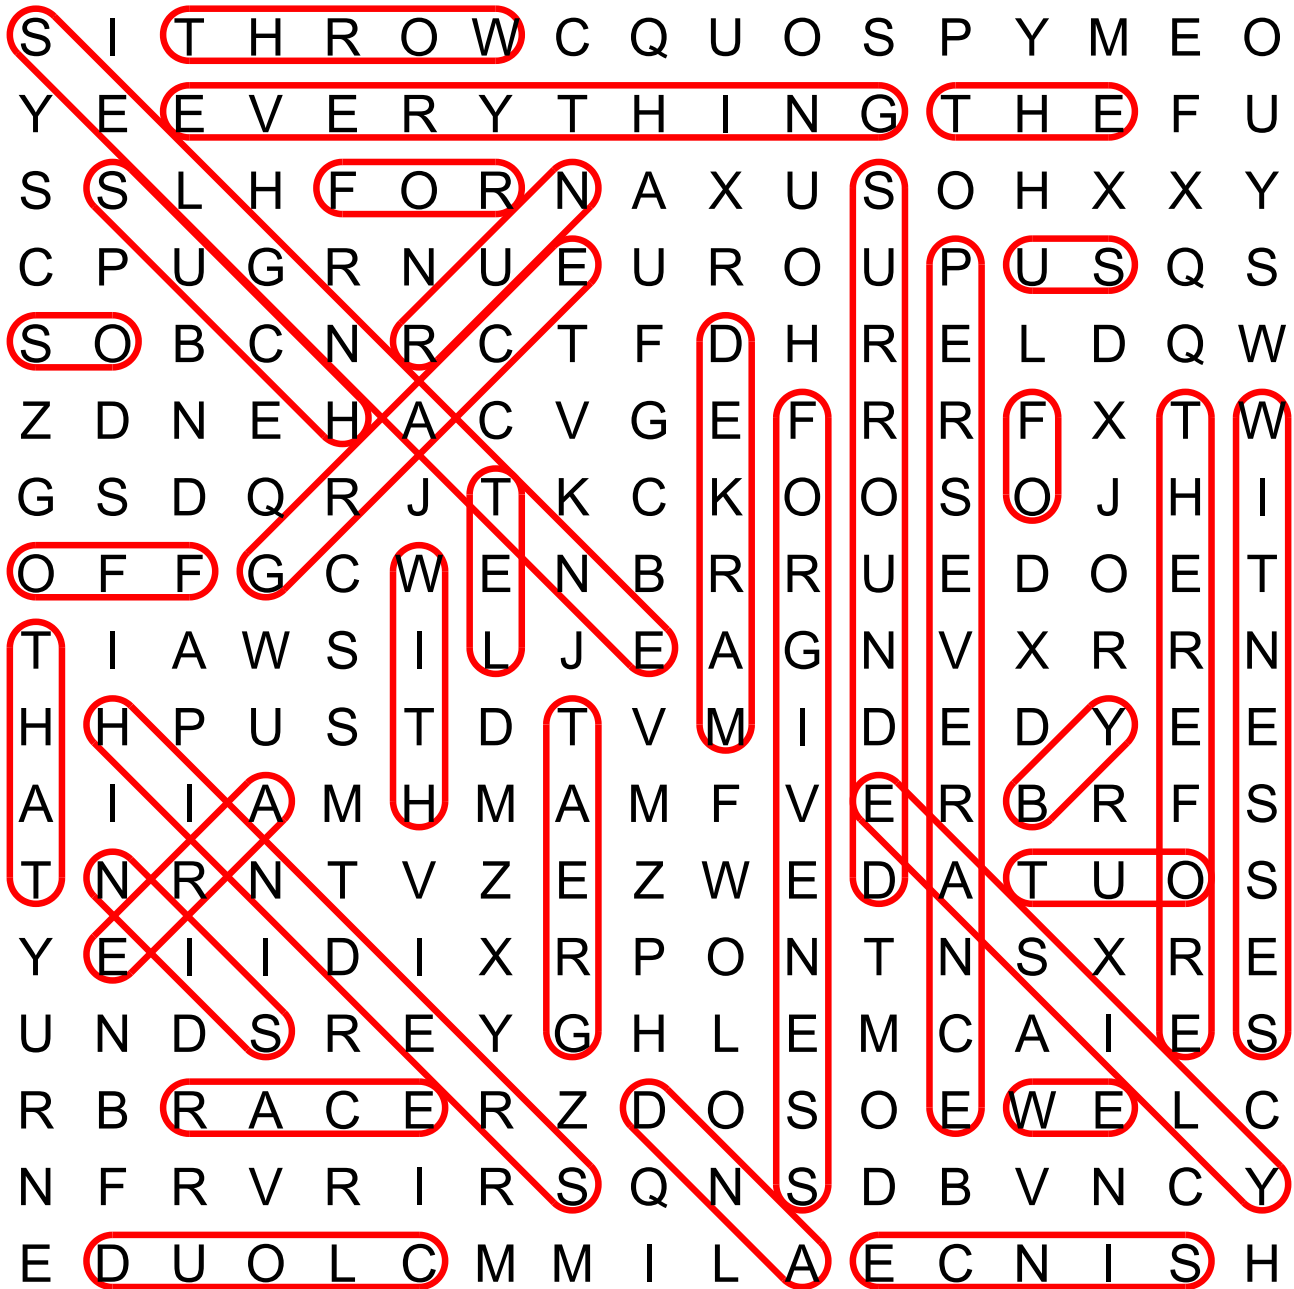 S I T H R O W C Q U O S P Y M E O
Y E E V E R Y T H I N G T H E F U
S S L H F O R N A X U S O H X X Y
C P U G R N U E U R O U P U S Q S
S O B C N R C T F D H R E L D Q W
Z D N E H A C V G E F R R F X T W
G S D Q R J T K C K O O S O J H I
O F F G C W E N B R R U E D O E T
T I A W S I L J E A G N V X R R N
H H P U S T D T V M I D E D Y E E
A I I A M H M A M F V E R B R F S
T N R N T V Z E Z W E D A T U O S
Y E I I D I X R P O N T N S X R E
U N D S R E Y G H L E M C A I E S
R B R A C E R Z D O S O E W E L C
N F R V R I R S Q N S D B V N C Y
E D U O L C M M I L A E C N I S H